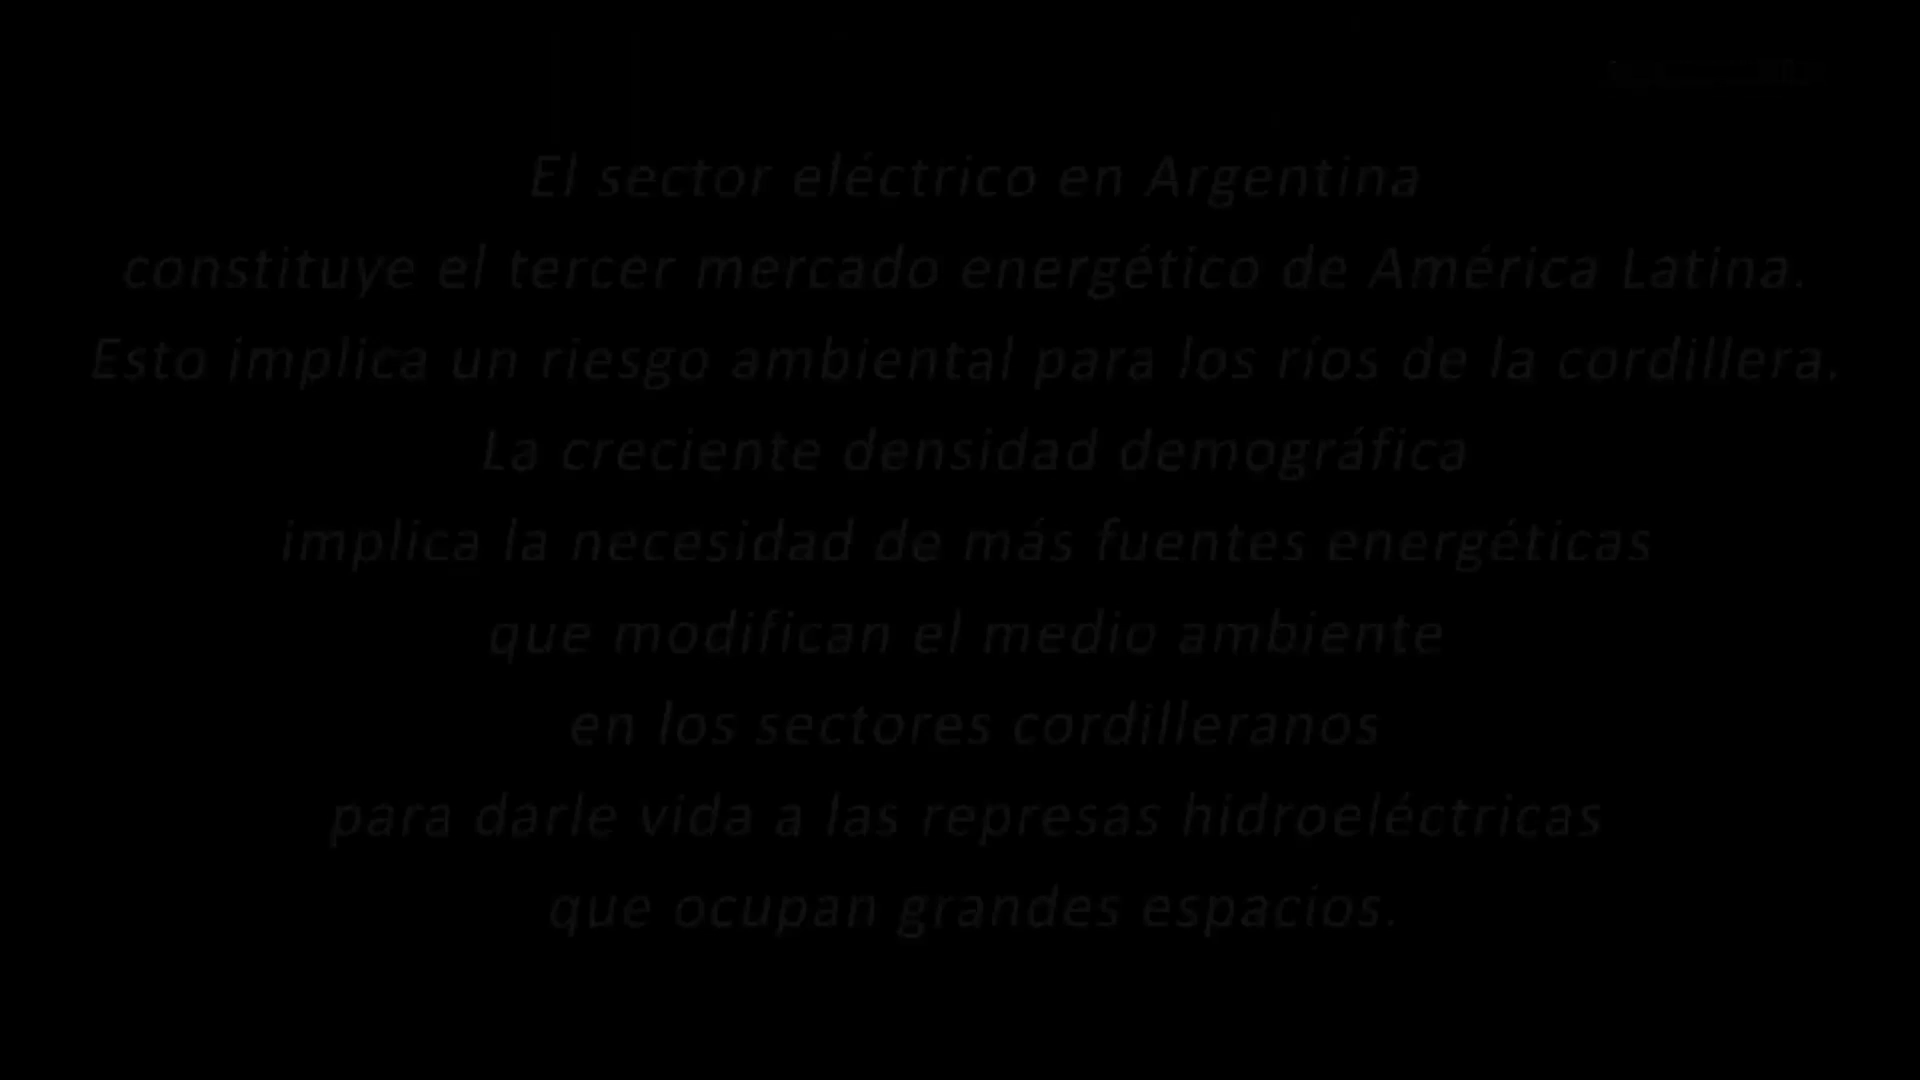 El sector eléctrico en Argentina
constituye el tercer mercado energético de América Latina.
Esto implica un riesgo ambiental para los ríos de la cordillera.
La creciente densidad demográfica
implica la necesidad de más fuentes energéticas
que modifican el medio ambiente
en los sectores cordilleranos
para darle vida a las represas hidroeléctricas
que ocupan grandes espacios.